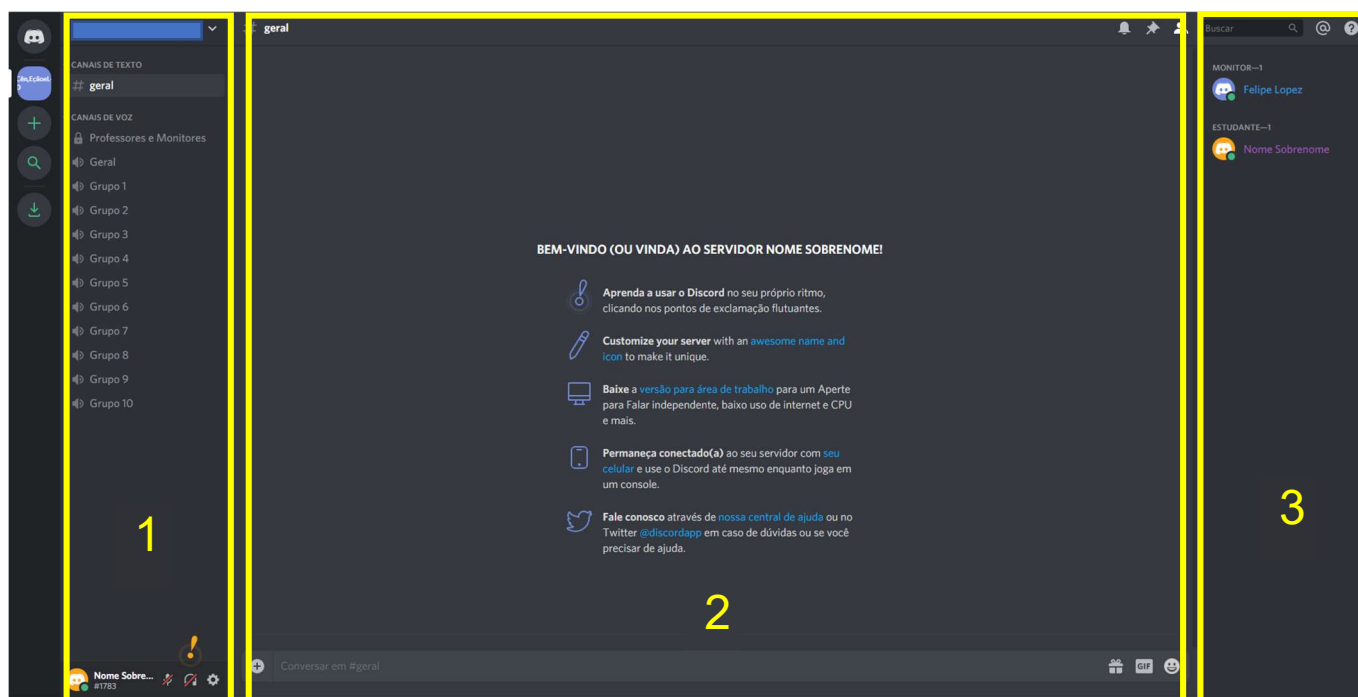 CANAIS DE TEXTO
# geral
CANAIS DE VOZ
Professores e Monitores
Geral
Grupo 1
Grupo 2
Grupo 3
Grupo 4
Grupo 5
Grupo 6
Grupo 7
Grupo 8
Grupo 9
Grupo 10
1
Nome Sobre...
#1783
# geral
BEM-VINDO (OU VINDA) AO SERVIDOR NOME SOBRENOME!
Aprenda a usar o Discord no seu próprio ritmo,
clicando nos pontos de exclamação flutuantes.
Customize your server with an awesome name and
icon to make it unique.
Baixe a versão para área de trabalho para um Aperte
para Falar independente, baixo uso de internet e CPU
e mais.
Permaneça conectado(a) ao seu servidor com seu
celular e use o Discord até mesmo enquanto joga em
um console.
Fale conosco através de nossa central de ajuda ou no
Twitter @discordapp em caso de dúvidas ou se você
precisar de ajuda.
2
Conversar em #geral
GIF
Buscar
MONITOR—1
Felipe Lopez
ESTUDANTE—1
Nome Sobrenome
3